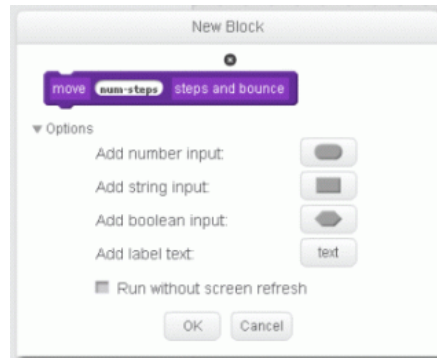 New Block
move num-steps steps and bounce
Options
Add number input:
Add string input:
Add boolean input:
Add label text: text
Run without screen refresh
OK Cancel